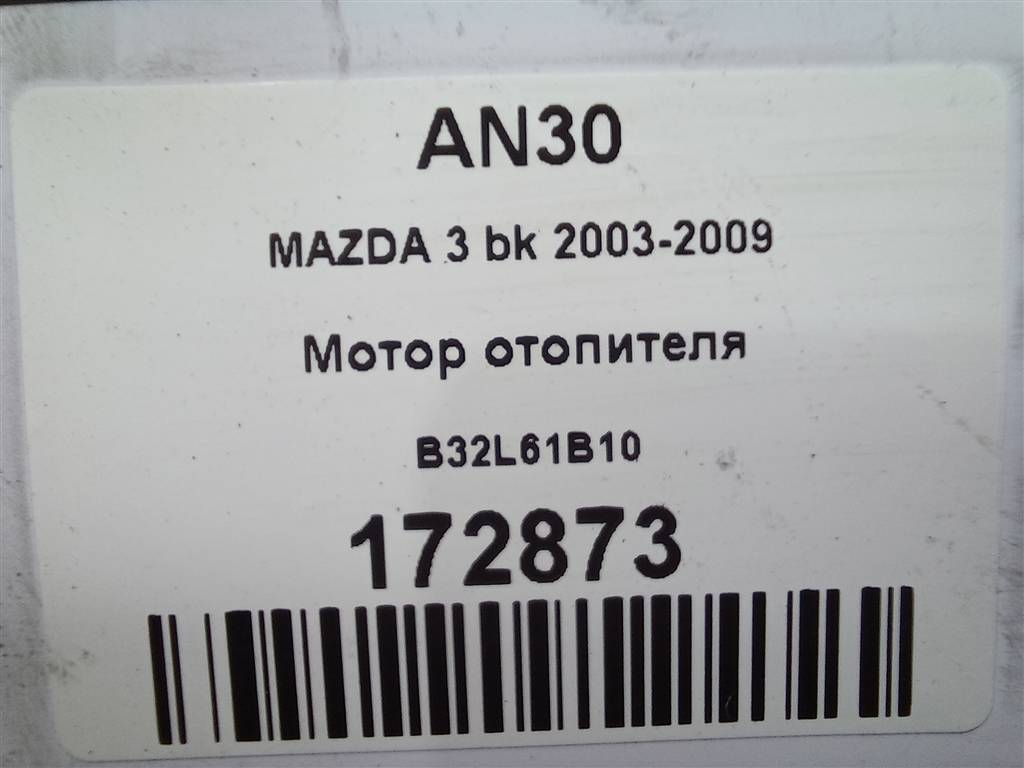 AN30
MAZDA 3 bk 2003-2009
Мотор отопителя
B32L61B10
172873